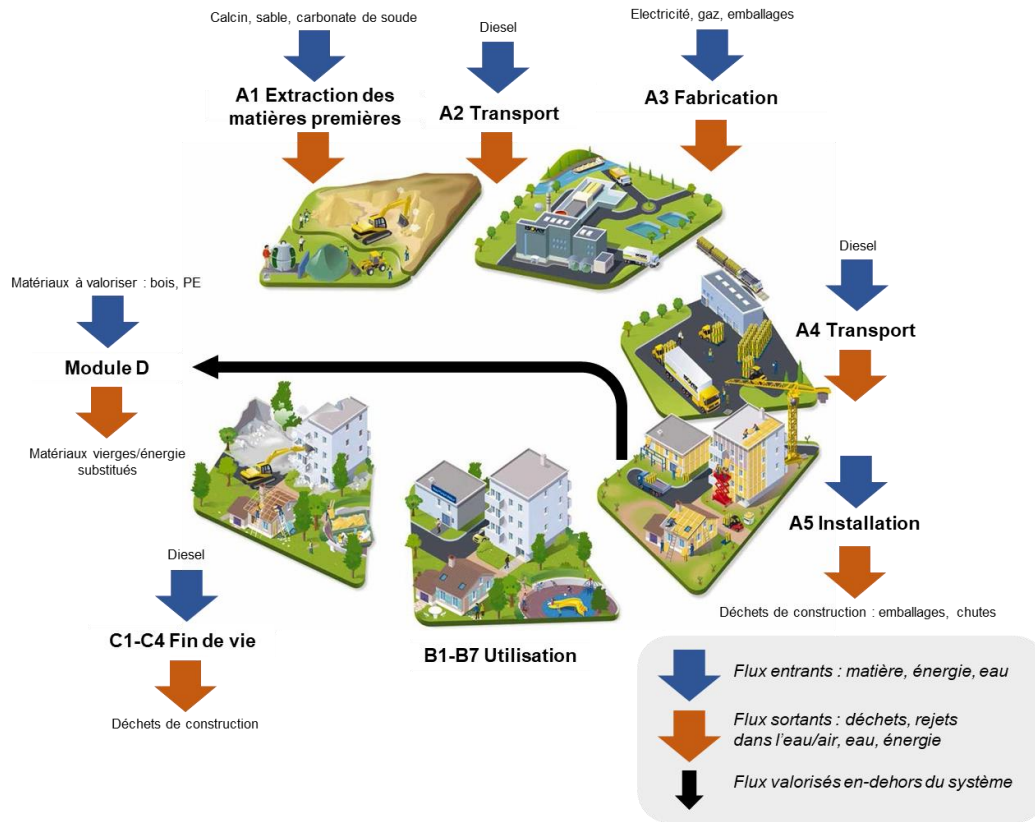 Calcin, sable, carbonate de soude
A1 Extraction des
matières premières
Diesel
A2 Transport
Electricité, gaz, emballages
A3 Fabrication
Diesel
A4 Transport
A5 Installation
Déchets de construction : emballages, chutes
Matériaux à valoriser : bois, PE
Module D
Matériaux vierges/énergie
substitués
Diesel
C1-C4 Fin de vie
Déchets de construction
B1-B7 Utilisation
Flux entrants : matière, énergie, eau
Flux sortants : déchets, rejets
dans l’eau/air, eau, énergie
Flux valorisés en-dehors du système